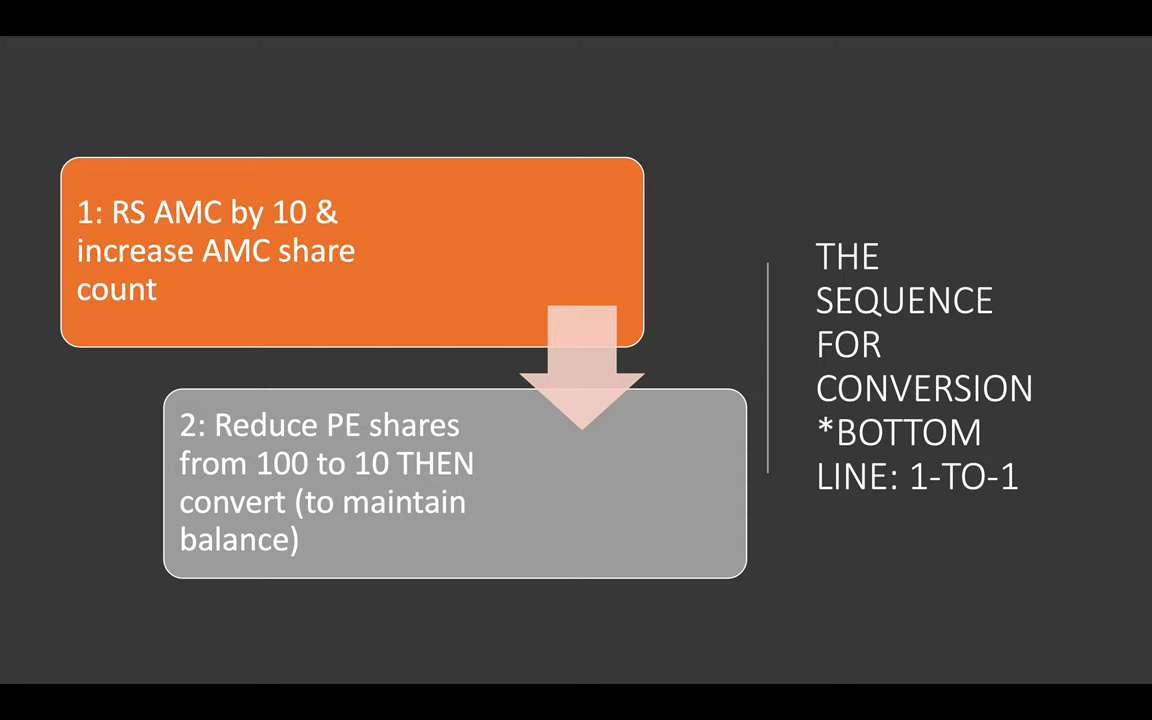 1: RS AMC by 10 &
increase AMC share
count
2: Reduce PE shares
from 100 to 10 THEN
convert (to maintain
balance)
THE
SEQUENCE
FOR
CONVERSION
*BOTTOM
LINE: 1-TO-1